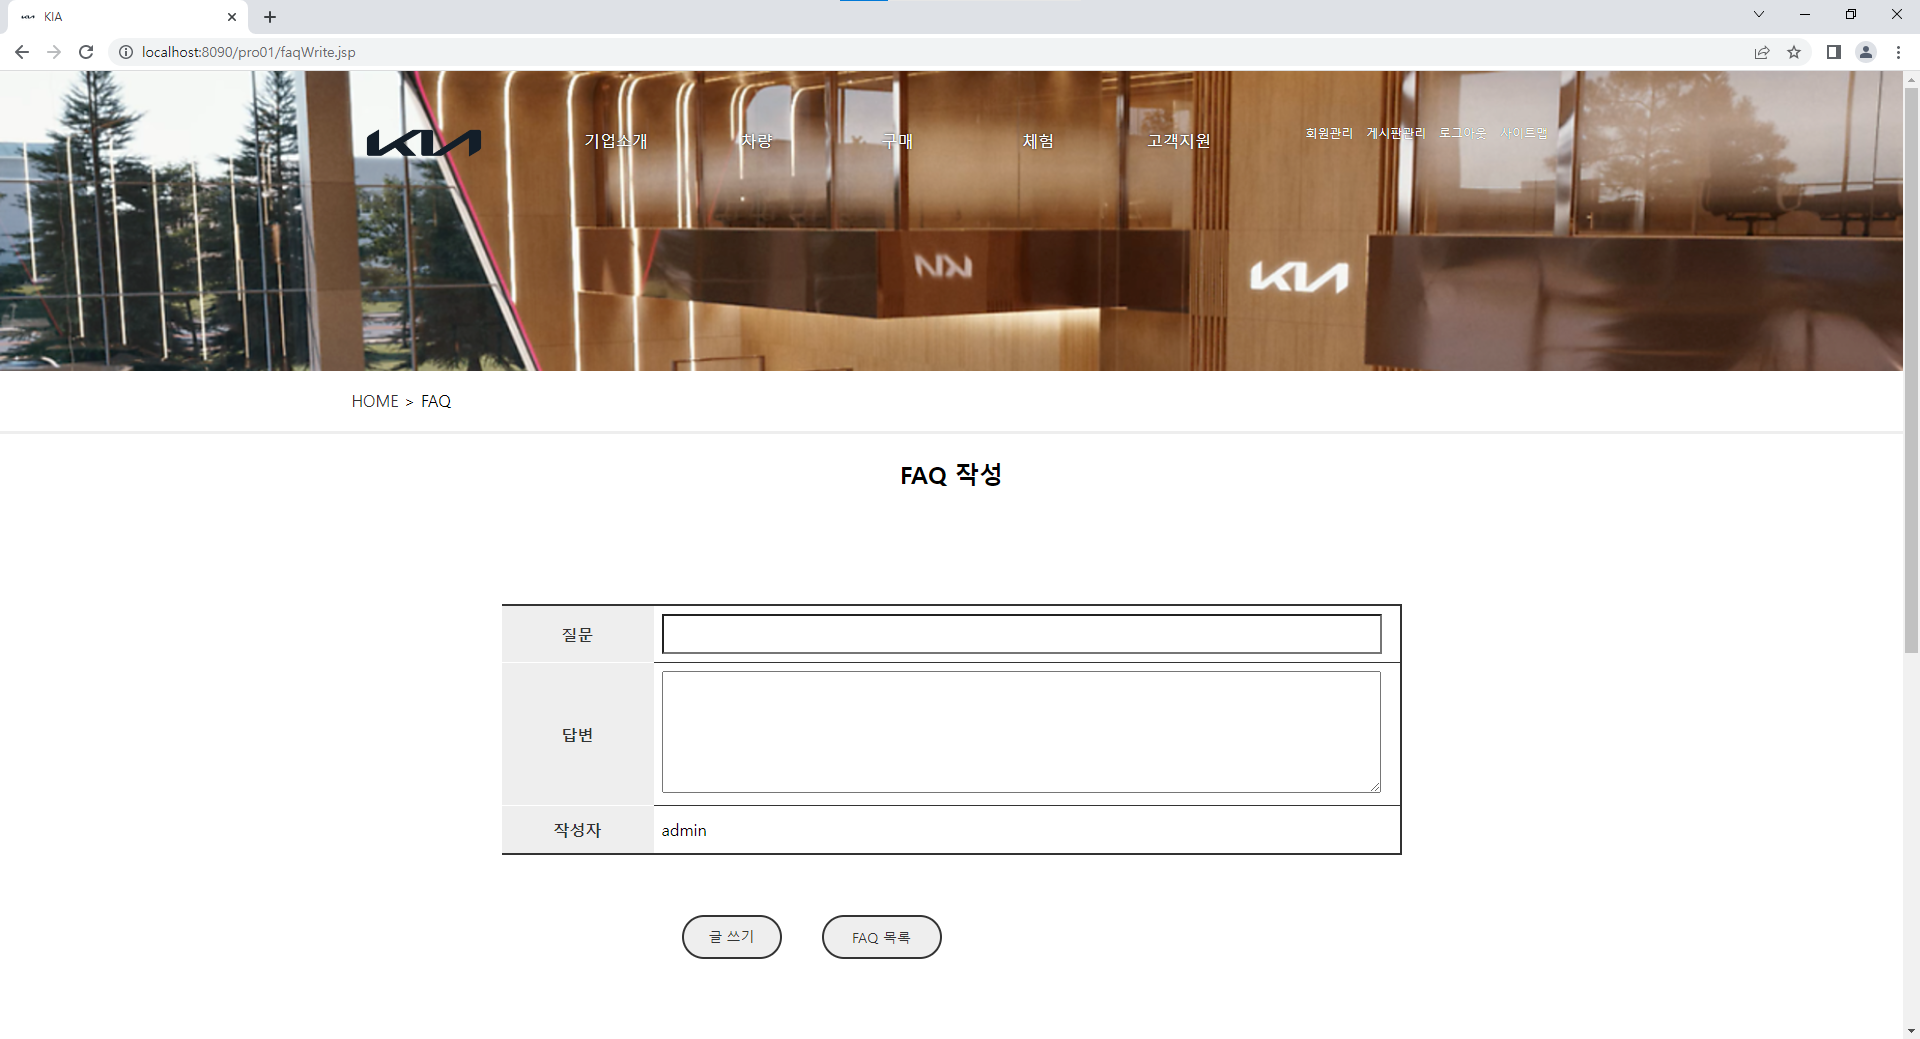 KIA
localhost:8090/pro01/faqWrite.jsp
KIA 기업소개 차량 구매 체험 고객지원 회원관리 게시판관리 로그아웃 사이트맵
KIA
HOME > FAQ
FAQ 작성
질문
답변
작성자 admin
글 쓰기 FAQ 목록